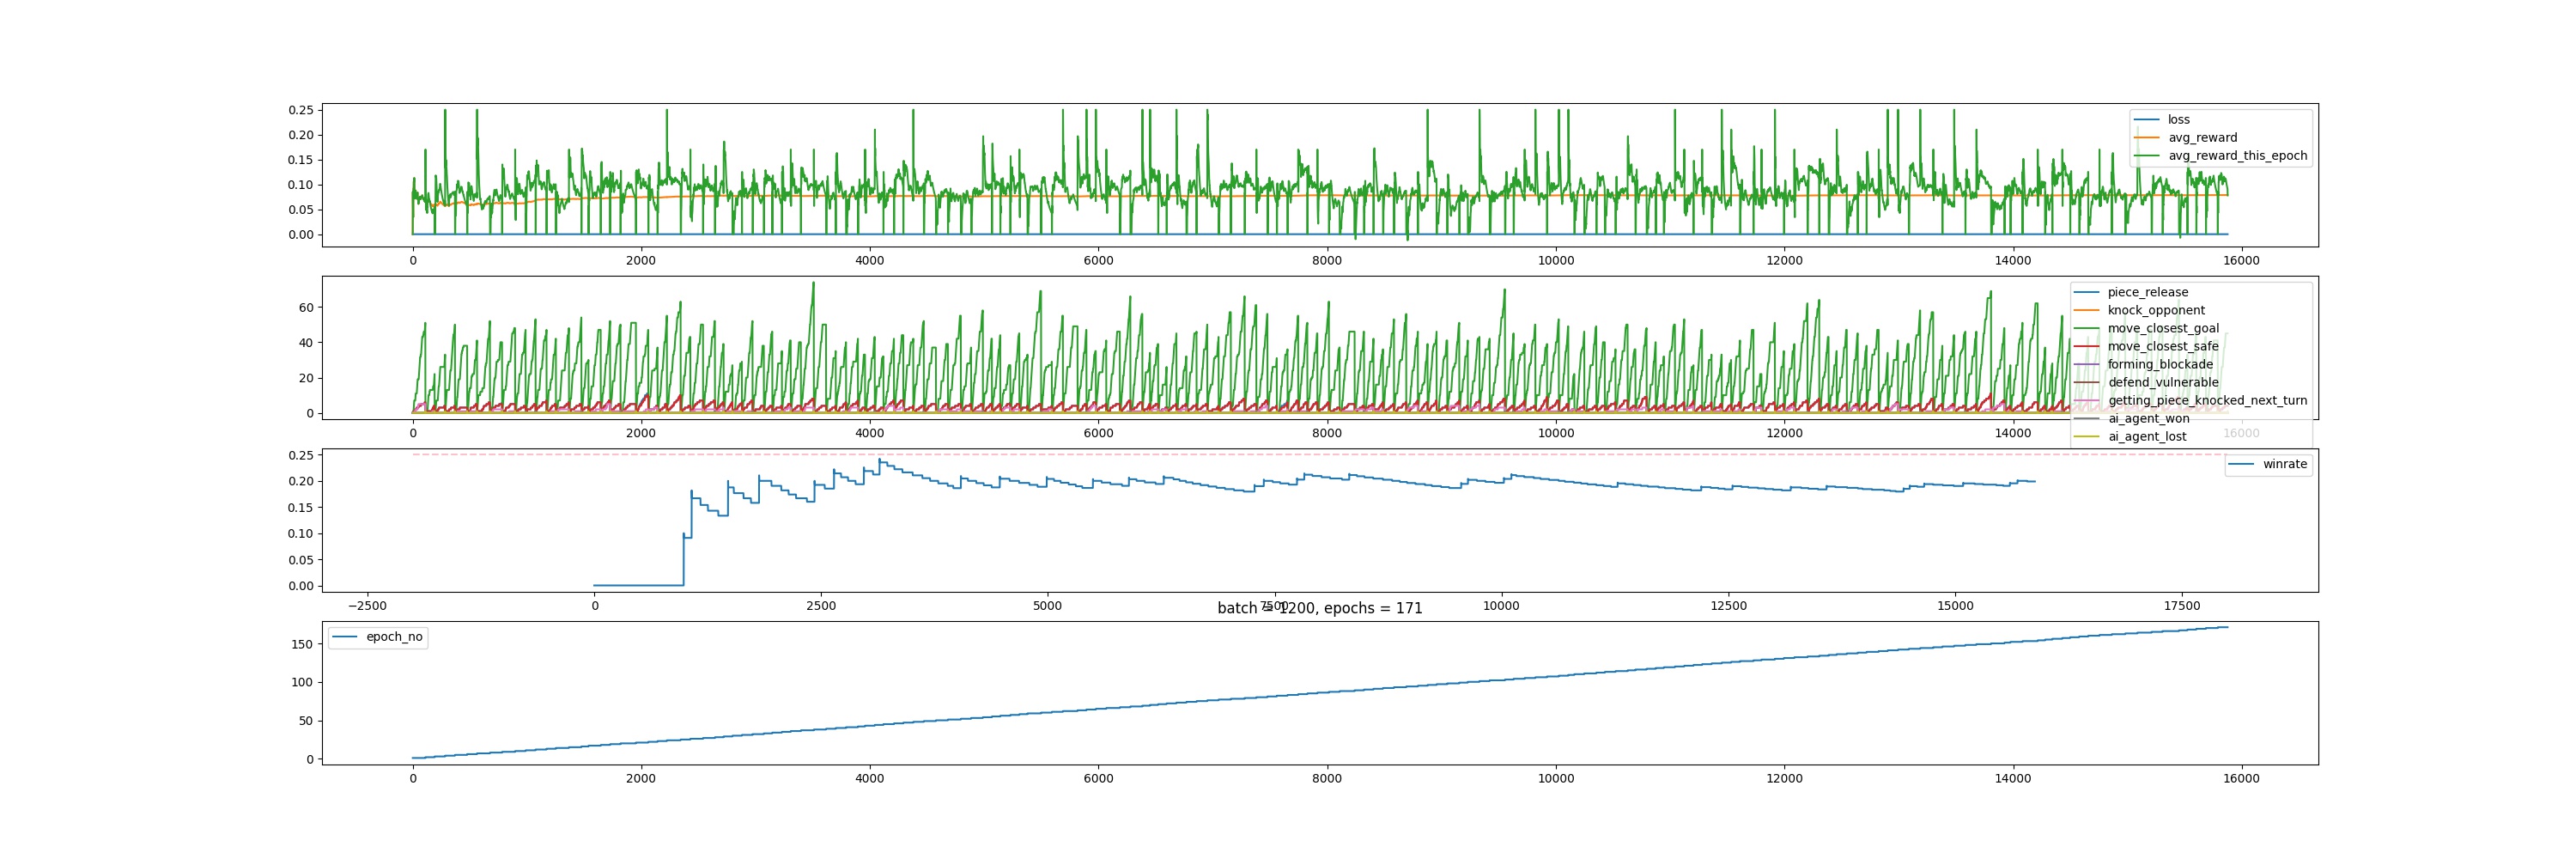 0.25
0.20
0.15
0.10
0.05
0.00
loss
avg_reward
avg_reward_this_epoch
0 2000 4000 6000 8000 10000 12000 14000 16000
60
40
20
0
piece_release
knock_opponent
move_closest_goal
move_closest_safe
forming_blockade
defend_vulnerable
getting_piece_knocked_next_turn
ai_agent_won
ai_agent_lost
0 2000 4000 6000 8000 10000 12000 14000 16000
0.25
0.20
0.15
0.10
0.05
0.00
winrate
−2500 0 2500 5000 7500 10000 12500 15000 17500
batch = 1200, epochs = 171
150
100
50
0
epoch_no
0 2000 4000 6000 8000 10000 12000 14000 16000